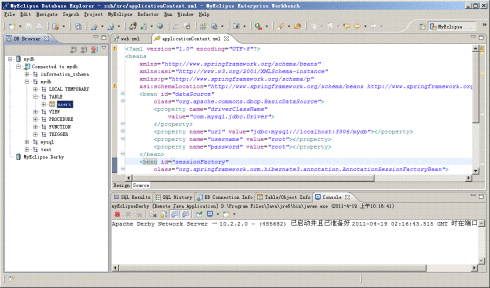 MyEclipse Database Explorer - ssh/src/applicationContext.xml - MyEclipse Enterprise Workbench
File Edit Navigate Search Project MyEclipse Refactor Run Window Help
MyEclipse...
DB Browser
web.xml
applicationContext.xml
mydb
Connected to mydb
information_schema
mydb
LOCAL TEMPORARY
TABLE
users
VIEW
PROCEDURE
FUNCTION
TRIGGER
mysql
test
MyEclipse Derby
<?xml version="1.0" encoding="UTF-8"?>
<beans
xmlns="http://www.springframework.org/schema/beans"
xmlns:xsi="http://www.w3.org/2001/XMLSchema-instance"
xmlns:p="http://www.springframework.org/schema/p"
xsi:schemaLocation="http://www.springframework.org/schema/beans http://www.springframework.org
<bean id="dataSource"
class="org.apache.commons.dbcp.BasicDataSource">
<property name="driverClassName"
value="com.mysql.jdbc.Driver">
</property>
<property name="url" value="jdbc:mysql://localhost:3306/mydb"></property>
<property name="username" value="root"></property>
<property name="password" value="root"></property>
</bean>
<bean id="sessionFactory"
class="org.springframework.orm.hibernate3.annotation.AnnotationSessionFactoryBean">
Design Source
SQL Results SQL History DB Connection Info Table/Object Info Console
myEclipseDerby [Remote Java Application] D:\Program Files\Java\jre6\bin\javaw.exe (2011-4-19 上午10:16:41)
Apache Derby Network Server - 10.2.2.0 - (485682) 已启动并且已准备好 2011-04-19 02:16:43.515 GMT 时在端口